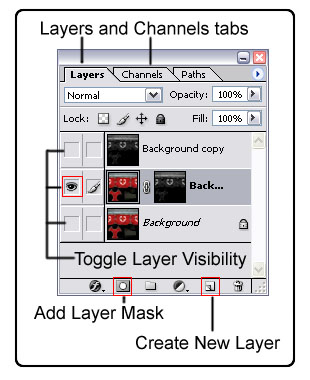 Layers and Channels tabs
Layers Channels Paths
Normal Opacity: 100%
Lock: Fill: 100%
Background copy
Back...
Background
Toggle Layer Visibility
Add Layer Mask
Create New Layer